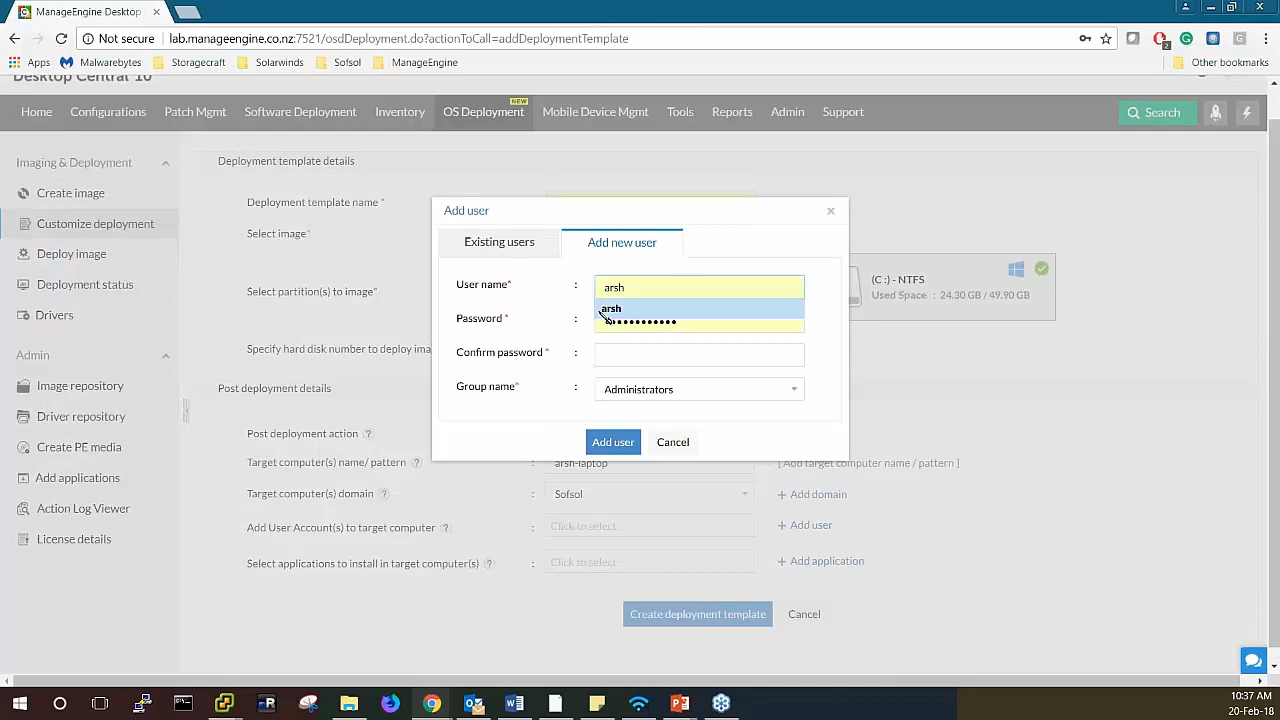 ManageEngine Desktop
Not secure | lab.manageengine.co.nz:7521/osdDeployment.do?actionToCall=addDeploymentTemplate
Apps Malwarebytes Storagecraft Solarwinds Sofsol ManageEngine Other bookmarks
Desktop Central 10
Home Configurations Patch Mgmt Software Deployment Inventory OS Deployment NEW Mobile Device Mgmt Tools Reports Admin Support Search
Imaging & Deployment
Create image
Customize deployment
Deploy image
Deployment status
Drivers
Admin
Image repository
Driver repository
Create PE media
Add applications
Action Log Viewer
License details
Deployment template details
Deployment template name *
Select image*
Select partition(s) to image*
(C :) - NTFS
Used Space : 24.30 GB / 49.90 GB
Specify hard disk number to deploy ima
Post deployment details
Post deployment action ?
Target computer(s) name/ pattern ? : arsh-laptop [ Add target computer name / pattern ]
Target computer(s) domain ? : Sofsol + Add domain
Add User Account(s) to target computer ? : Click to select + Add user
Select applications to install in target computer(s) ? : Click to select + Add application
Create deployment template Cancel
Add user ×
Existing users Add new user
User name* : arsh
arsh
Password * : ••••••••••••
Confirm password * :
Group name* : Administrators
Add user Cancel
10:37 AM
20-Feb-18